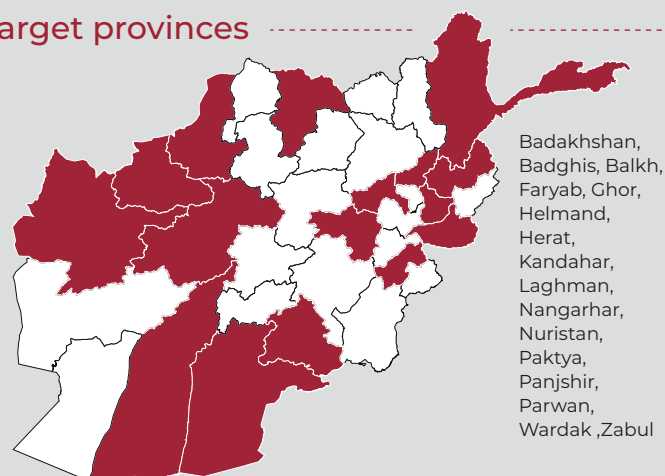 arget provinces
Badakhshan,
Badghis, Balkh,
Faryab, Ghor,
Helmand,
Herat,
Kandahar,
Laghman,
Nangarhar,
Nuristan,
Paktya,
Panjshir,
Parwan,
Wardak ,Zabul